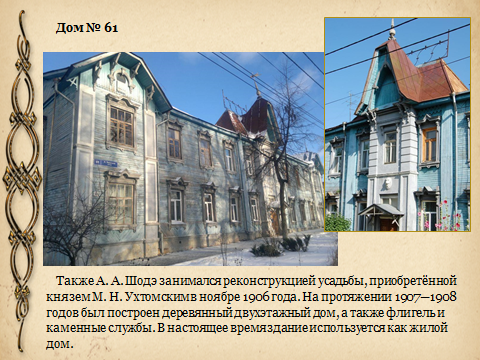 Дом № 61
Также А. А. Шодэ занимался реконструкцией усадьбы, приобретённой
князем М. Н. Ухтомским в ноябре 1906 года. На протяжении 1907—1908
годов был построен деревянный двухэтажный дом, а также флигель и
каменные службы. В настоящее время здание используется как жилой
дом.